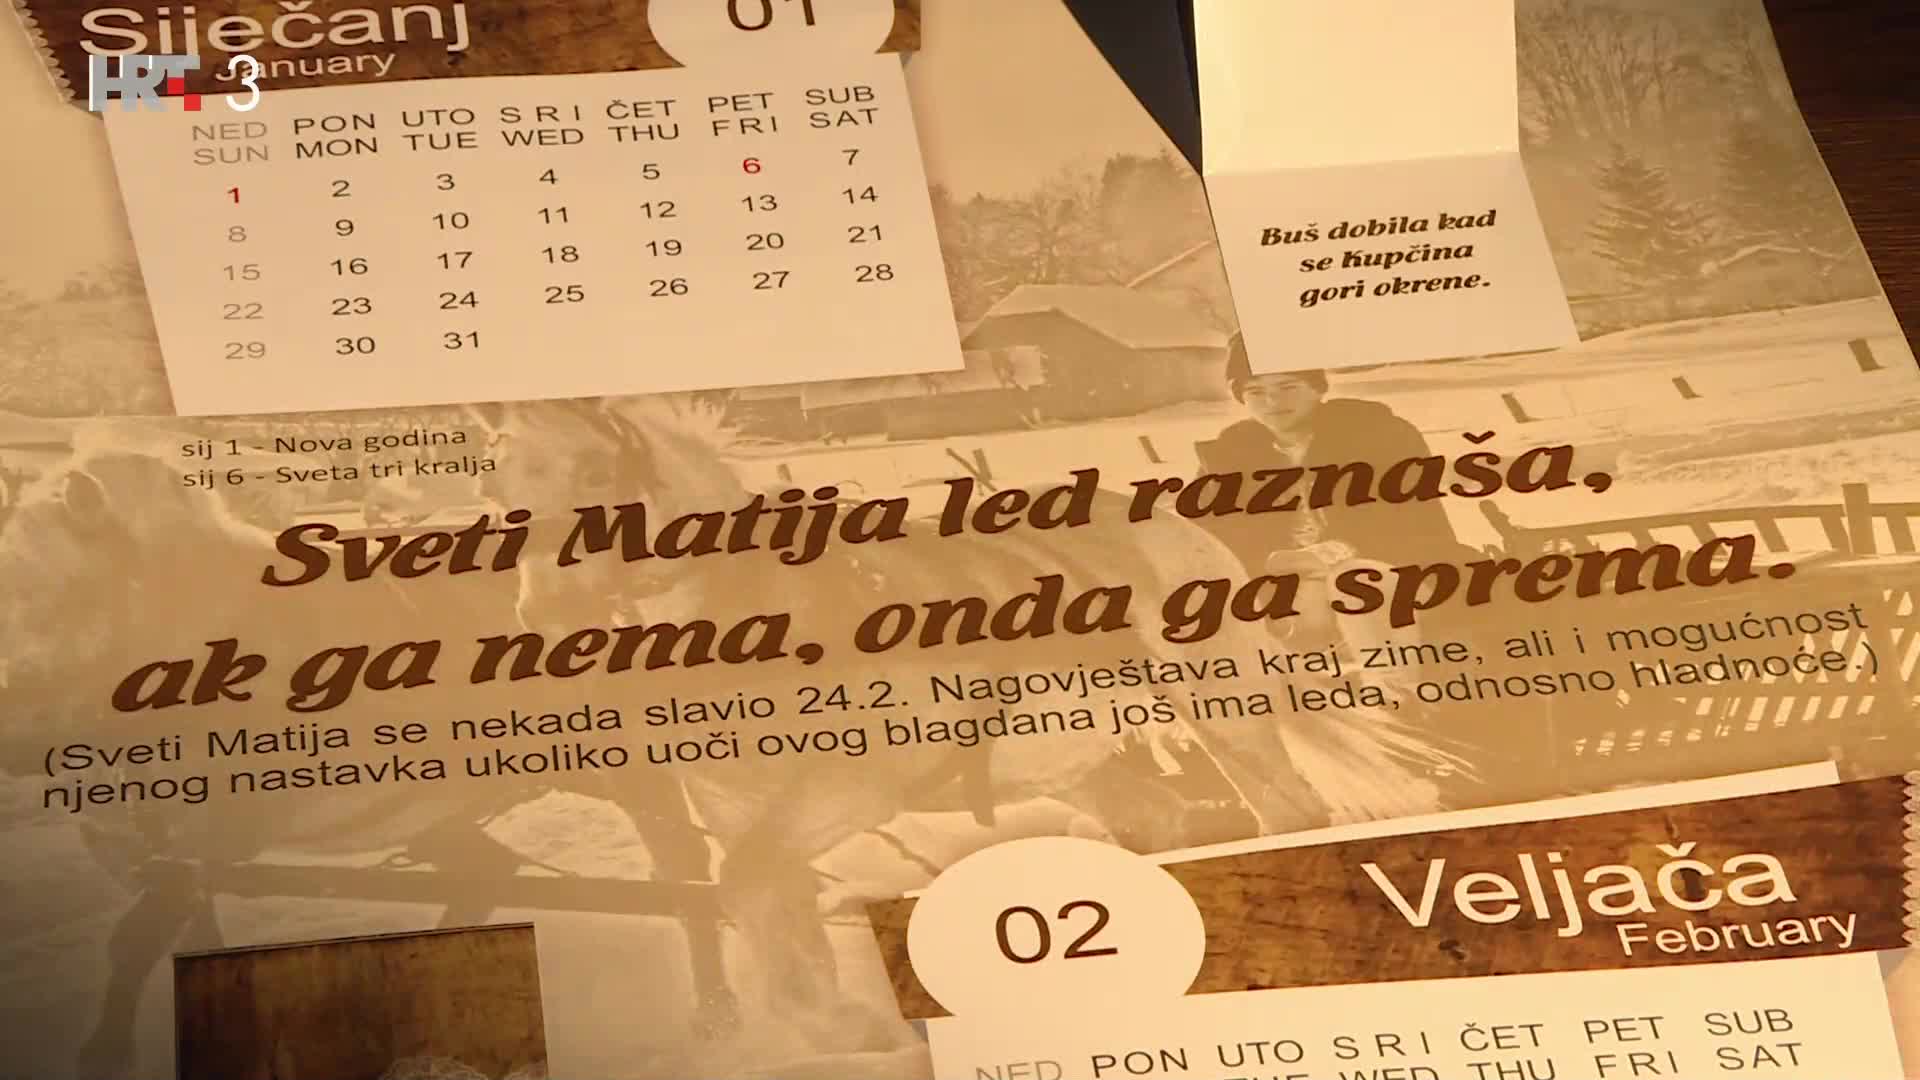 Siječanj
01
January
HRT 3
NED PON UTO SRI ČET PET SUB
SUN MON TUE WED THU FRI SAT
1 2 3 4 5 6 7
8 9 10 11 12 13 14
15 16 17 18 19 20 21
22 23 24 25 26 27 28
29 30 31
Buš dobila kad
se Kupčina
gori okrene.
sij 1 - Nova godina
sij 6 - Sveta tri kralja
Sveti Matija led raznaša,
ak ga nema, onda ga sprema.
(Sveti Matija se nekada slavio 24.2. Nagovještava kraj zime, ali i mogućnost
njenog nastavka ukoliko uoči ovog blagdana još ima leda, odnosno hladnoće.)
02
Veljača
February
NED PON UTO SRI ČET PET SUB
TUE WED THU FRI SAT